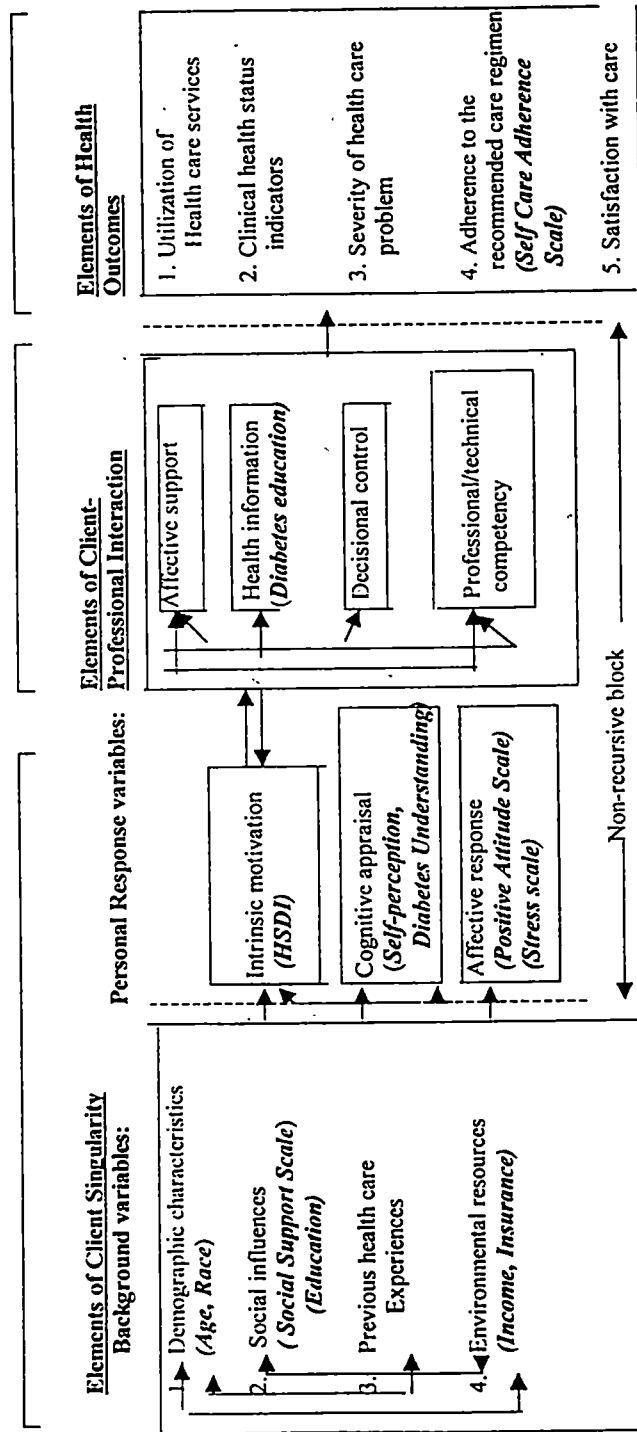 Elements of Client Singularity
Background variables:
1. Demographic characteristics
(Age, Race)
2. Social influences
( Social Support Scale)
(Education)
3. Previous health care
Experiences
4. Environmental resources
(Income, Insurance)
Personal Response variables:
Intrinsic motivation
(HSDI)
Cognitive appraisal
(Self-perception,
Diabetes Understanding)
Affective response
(Positive Attitude Scale)
(Stress scale)
Elements of Client-
Professional Interaction
Affective support
Health information
(Diabetes education)
Decisional control
Professional/technical
competency
Elements of Health
Outcomes
1. Utilization of
Health care services
2. Clinical health status
indicators
3. Severity of health care
problem
4. Adherence to the
recommended care regimen
(Self Care Adherence
Scale)
5. Satisfaction with care
Non-recursive block